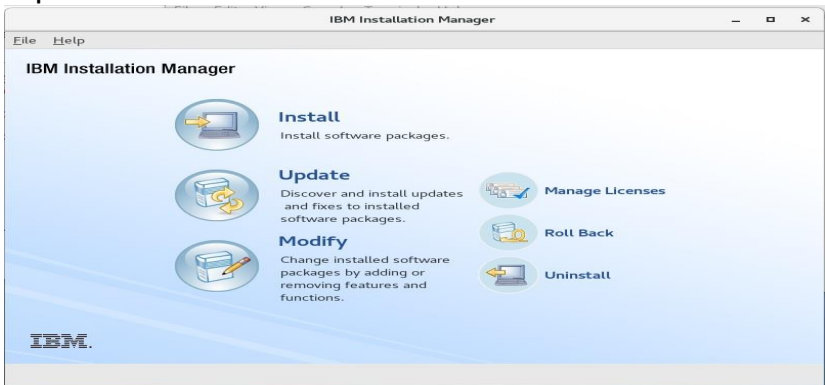 IBM Installation Manager
File Help
IBM Installation Manager
Install
Install software packages.
Update
Discover and install updates
and fixes to installed
software packages.
Modify
Change installed software
packages by adding or
removing features and
functions.
Manage Licenses
Roll Back
Uninstall
IBM.